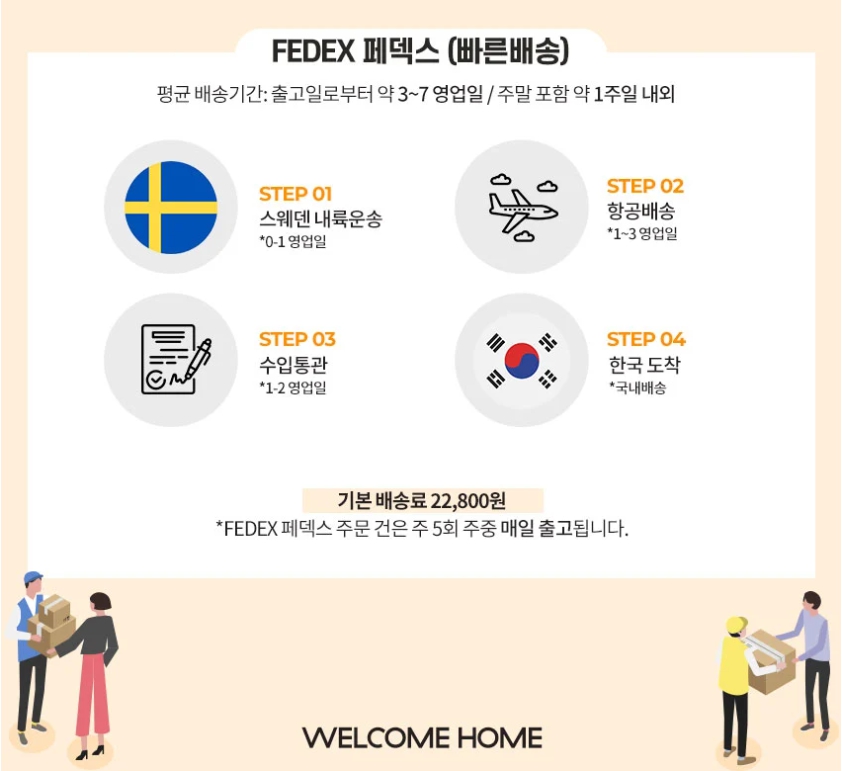 FEDEX 페덱스 (빠른배송)
평균 배송기간: 출고일로부터 약 3~7 영업일 / 주말 포함 약 1주일 내외
STEP 01
스웨덴 내륙운송
*0-1 영업일
STEP 02
항공배송
*1~3 영업일
STEP 03
수입통관
*1-2 영업일
STEP 04
한국 도착
*국내배송
기본 배송료 22,800원
*FEDEX 페덱스 주문 건은 주 5회 주중 매일 출고됩니다.
WELCOME HOME